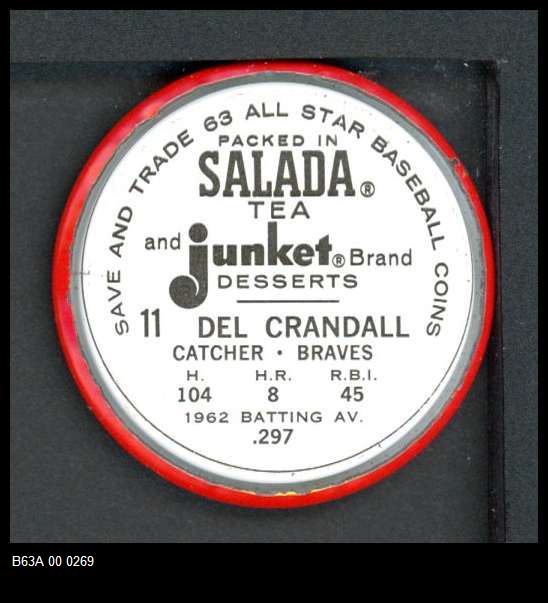 SAVE AND TRADE 63 ALL STAR BASEBALL COINS
PACKED IN
SALADA®
TEA
and junket® Brand
DESSERTS
11 DEL CRANDALL
CATCHER • BRAVES
H. H.R. R.B.I.
104 8 45
1962 BATTING AV.
.297
B63A 00 0269